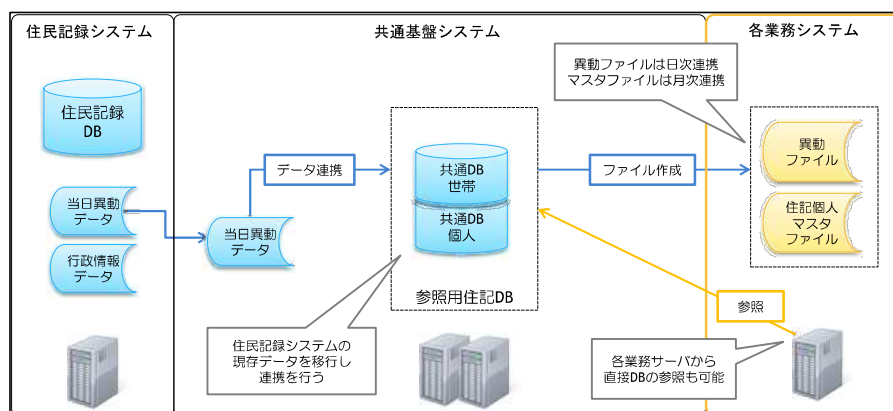 住民記録システム
共通基盤システム
各業務システム
住民記録
DB
当日異動
データ
行政情報
データ
当日異動
データ
データ連携
共通DB
世帯
共通DB
個人
参照用住記DB
住民記録システムの
現存データを移行し
連携を行う
ファイル作成
異動ファイルは日次連携
マスタファイルは月次連携
異動
ファイル
住記個人
マスタ
ファイル
参照
各業務サーバから
直接DBの参照も可能